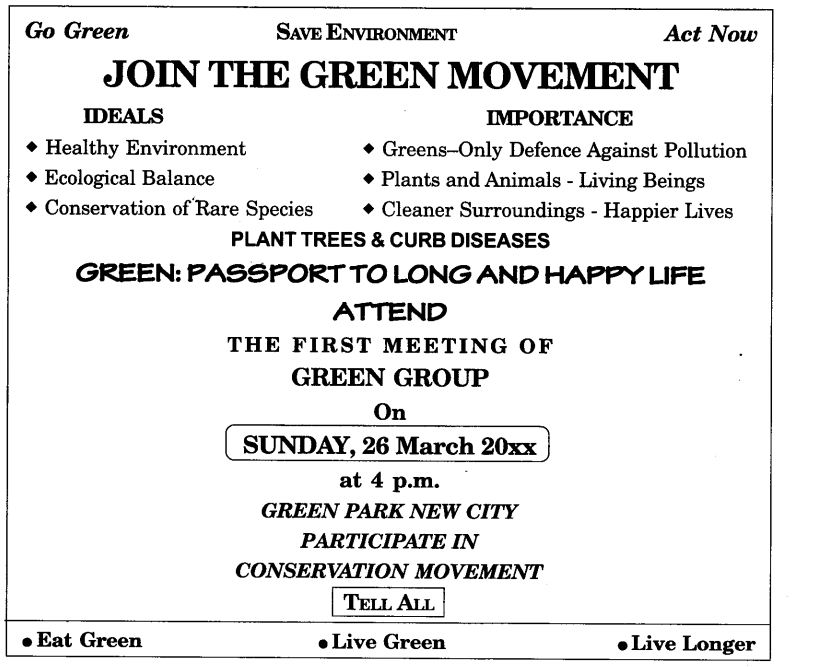 Go Green SAVE ENVIRONMENT Act Now
JOIN THE GREEN MOVEMENT
IDEALS
◆ Healthy Environment
◆ Ecological Balance
◆ Conservation of Rare Species
IMPORTANCE
◆ Greens–Only Defence Against Pollution
◆ Plants and Animals - Living Beings
◆ Cleaner Surroundings - Happier Lives
PLANT TREES & CURB DISEASES
GREEN: PASSPORT TO LONG AND HAPPY LIFE
ATTEND
THE FIRST MEETING OF
GREEN GROUP
On
SUNDAY, 26 March 20xx
at 4 p.m.
GREEN PARK NEW CITY
PARTICIPATE IN
CONSERVATION MOVEMENT
TELL ALL
● Eat Green ● Live Green ● Live Longer